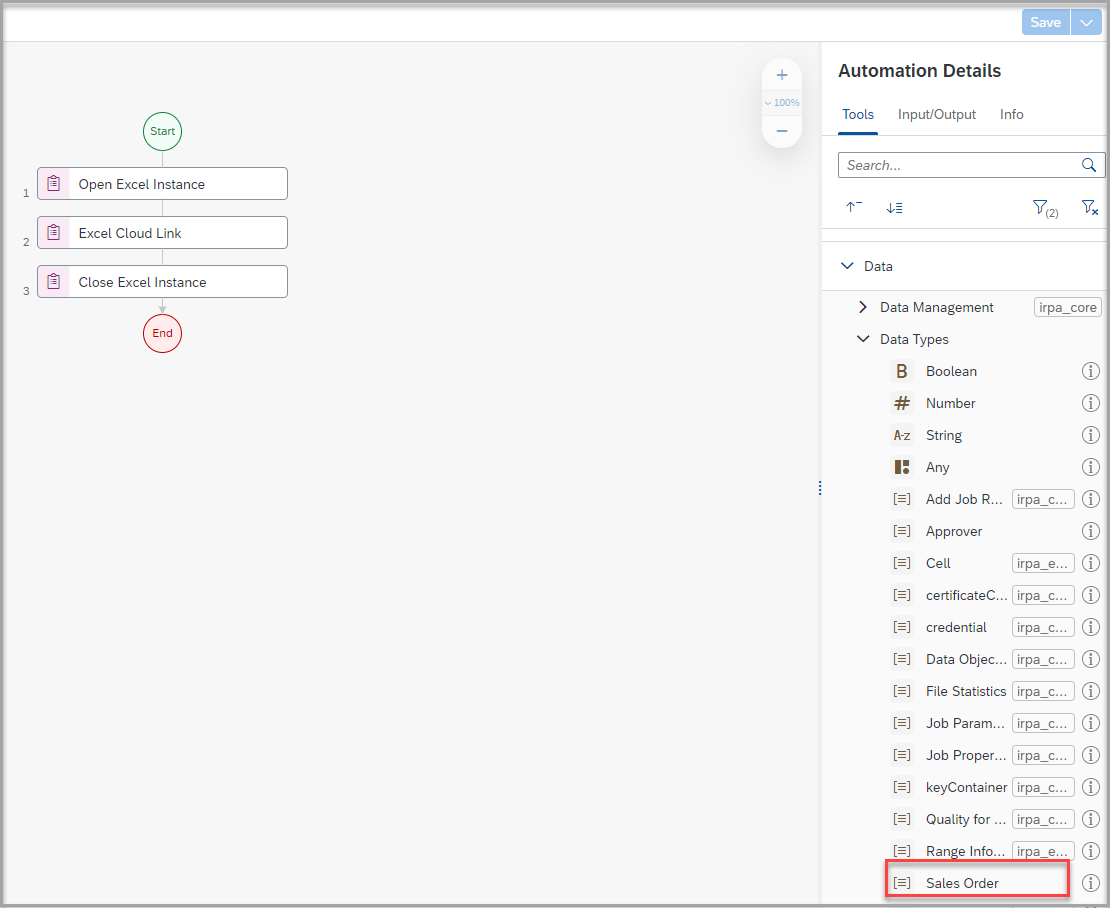 Save
Automation Details
Tools Input/Output Info
Search...
(2)
100%
Start
1 Open Excel Instance
2 Excel Cloud Link
3 Close Excel Instance
End
Data
Data Management irpa_core
Data Types
B Boolean
# Number
A-z String
Any
Add Job R... irpa_c...
Approver
Cell irpa_e...
certificateC... irpa_c...
credential irpa_c...
Data Objec... irpa_c...
File Statistics irpa_c...
Job Param... irpa_c...
Job Proper... irpa_c...
keyContainer irpa_c...
Quality for ... irpa_c...
Range Info... irpa_e...
Sales Order